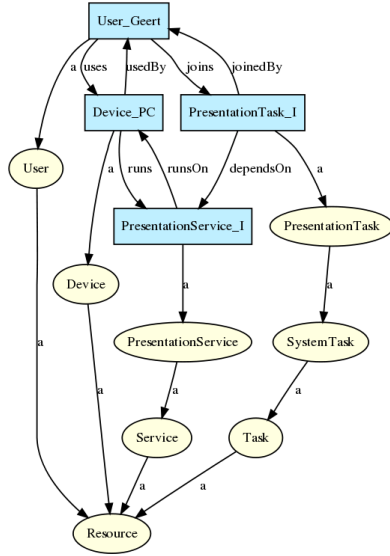 User_Geert
a uses usedBy joins joinedBy
Device_PC PresentationTask_I
User a runs runsOn dependsOn a
PresentationService_I PresentationTask
Device
a a a
PresentationService SystemTask
a a a
Service Task
a a
Resource